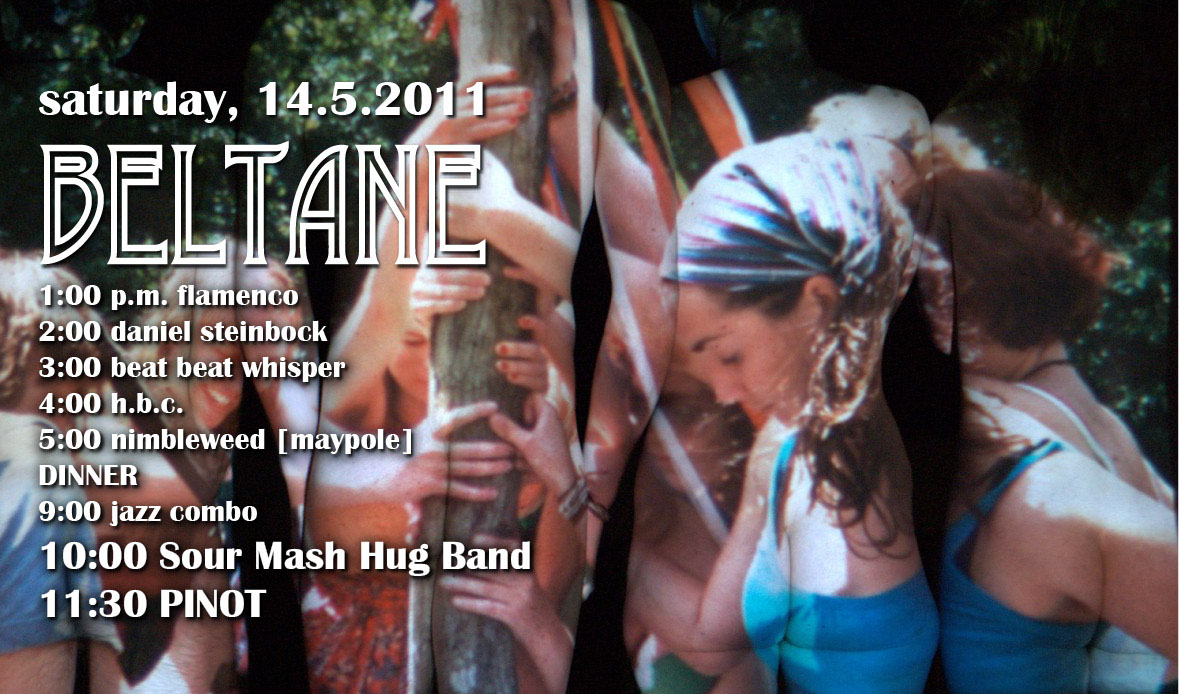 saturday, 14.5.2011
BELTANE
1:00 p.m. flamenco
2:00 daniel steinbock
3:00 beat beat whisper
4:00 h.b.c.
5:00 nimbleweed [maypole]
DINNER
9:00 jazz combo
10:00 Sour Mash Hug Band
11:30 PINOT